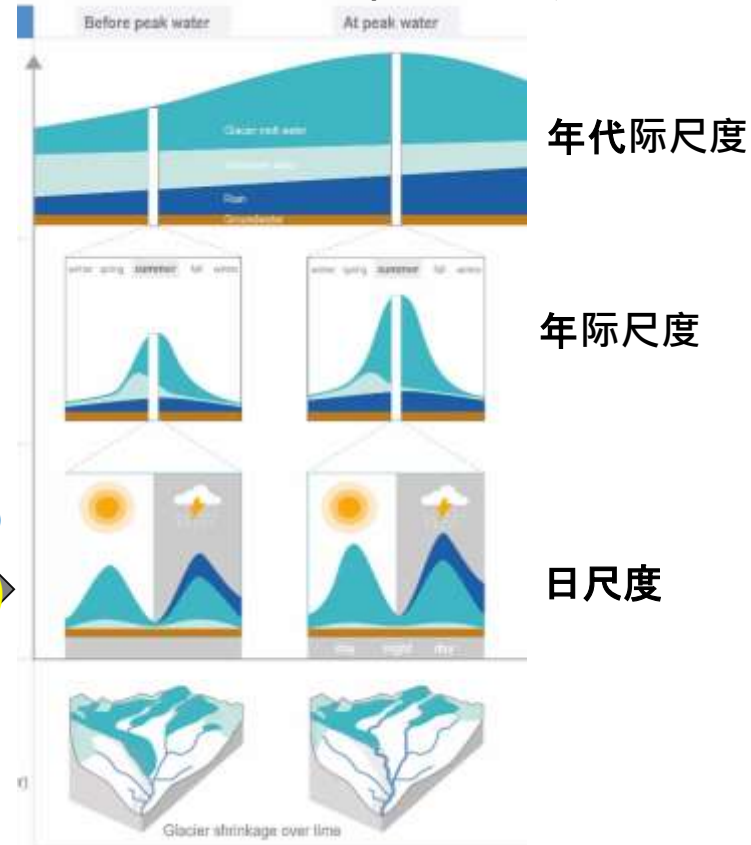 Before peak water
At peak water
年代际尺度
Glacier melt water
Rain
Groundwater
winter spring summer fall winter
winter spring summer fall winter
年际尺度
日尺度
day night day
Glacier shrinkage over time